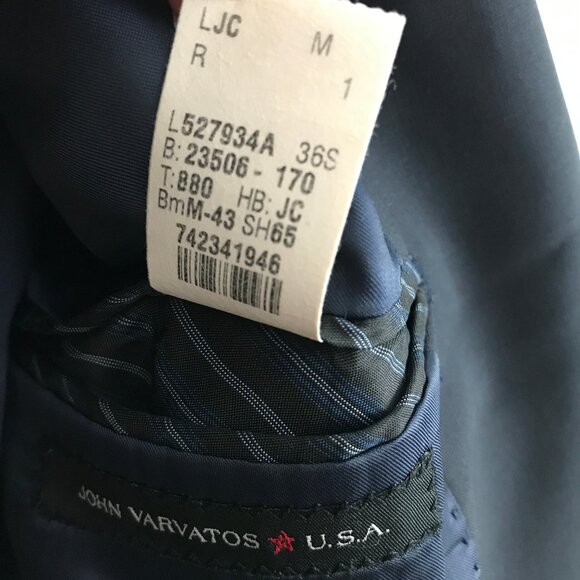 LJC M
R 1
L527934A 36S
B: 23506 - 170
T: 880 HB: JC
BmM-43 SH65
742341946
JOHN VARVATOS U.S.A.